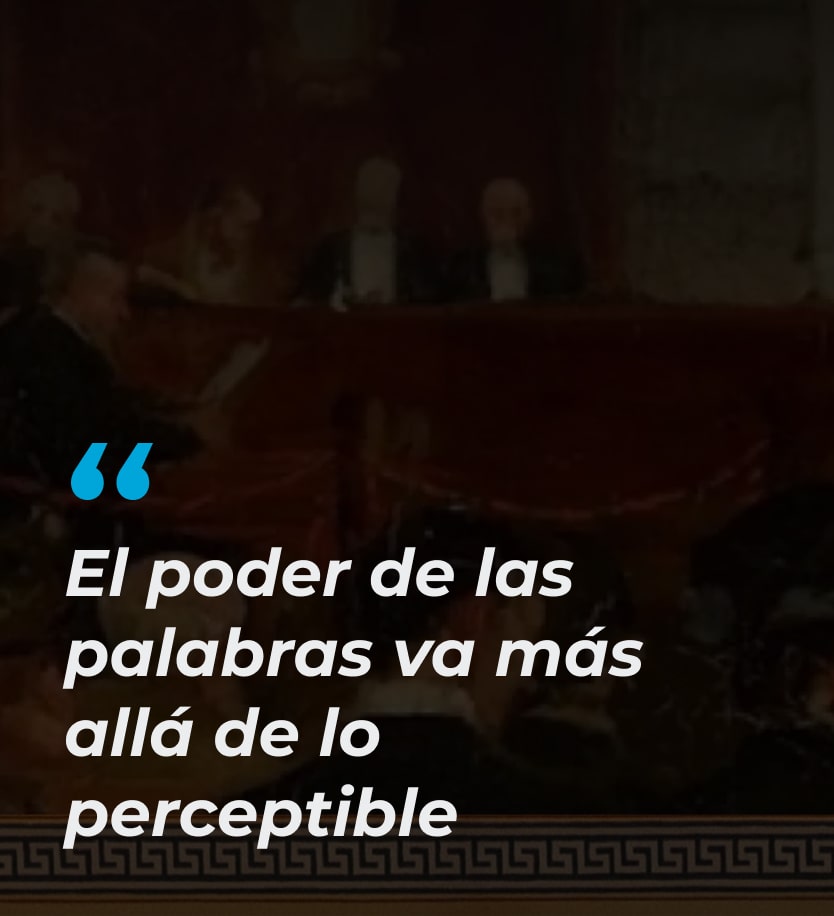 “
El poder de las
palabras va más
allá de lo
perceptible